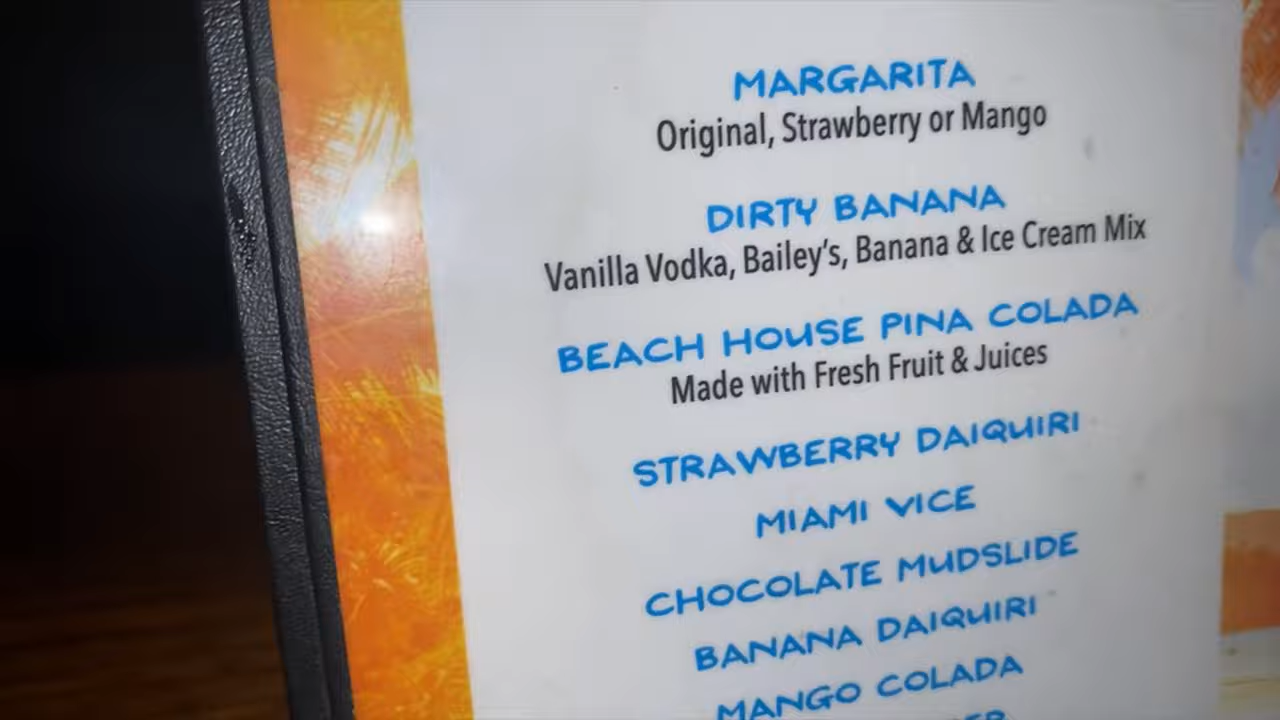 MARGARITA
Original, Strawberry or Mango
DIRTY BANANA
Vanilla Vodka, Bailey's, Banana & Ice Cream Mix
BEACH HOUSE PINA COLADA
Made with Fresh Fruit & Juices
STRAWBERRY DAIQUIRI
MIAMI VICE
CHOCOLATE MUDSLIDE
BANANA DAIQUIRI
MANGO COLADA